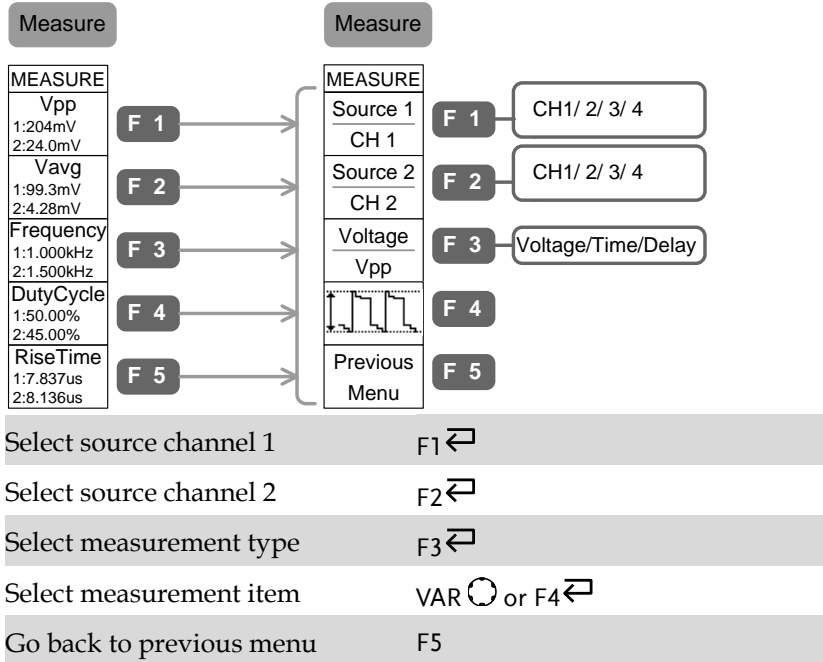 Measure
MEASURE
Vpp
1:204mV
2:24.0mV
F 1
Vavg
1:99.3mV
2:4.28mV
F 2
Frequency
1:1.000kHz
2:1.500kHz
F 3
DutyCycle
1:50.00%
2:45.00%
F 4
RiseTime
1:7.837us
2:8.136us
F 5
Measure
MEASURE
Source 1
CH 1
F 1
CH1/ 2/ 3/ 4
Source 2
CH 2
F 2
CH1/ 2/ 3/ 4
Voltage
Vpp
F 3
Voltage/Time/Delay
F 4
Previous
Menu
F 5
Select source channel 1 F1
Select source channel 2 F2
Select measurement type F3
Select measurement item VAR or F4
Go back to previous menu F5